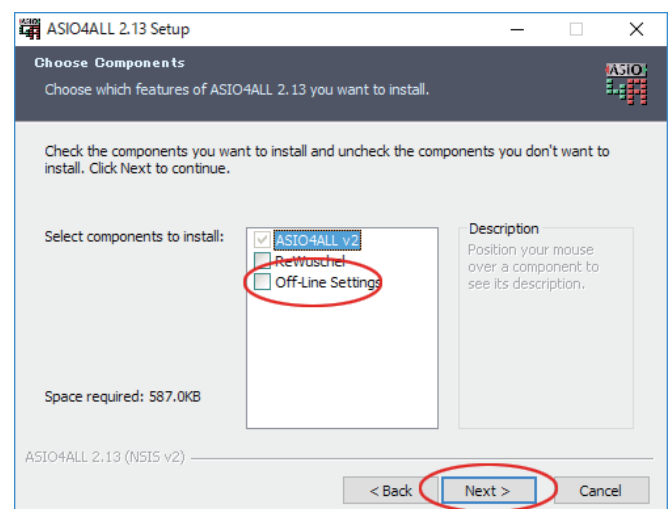 ASIO4ALL 2.13 Setup
Choose Components
Choose which features of ASIO4ALL 2.13 you want to install.
ASIO
Check the components you want to install and uncheck the components you don't want to
install. Click Next to continue.
Select components to install:
ASIO4ALL v2
ReWuschel
Off-Line Settings
Description
Position your mouse
over a component to
see its description.
Space required: 587.0KB
ASIO4ALL 2.13 (NSIS v2)
< Back
Next >
Cancel